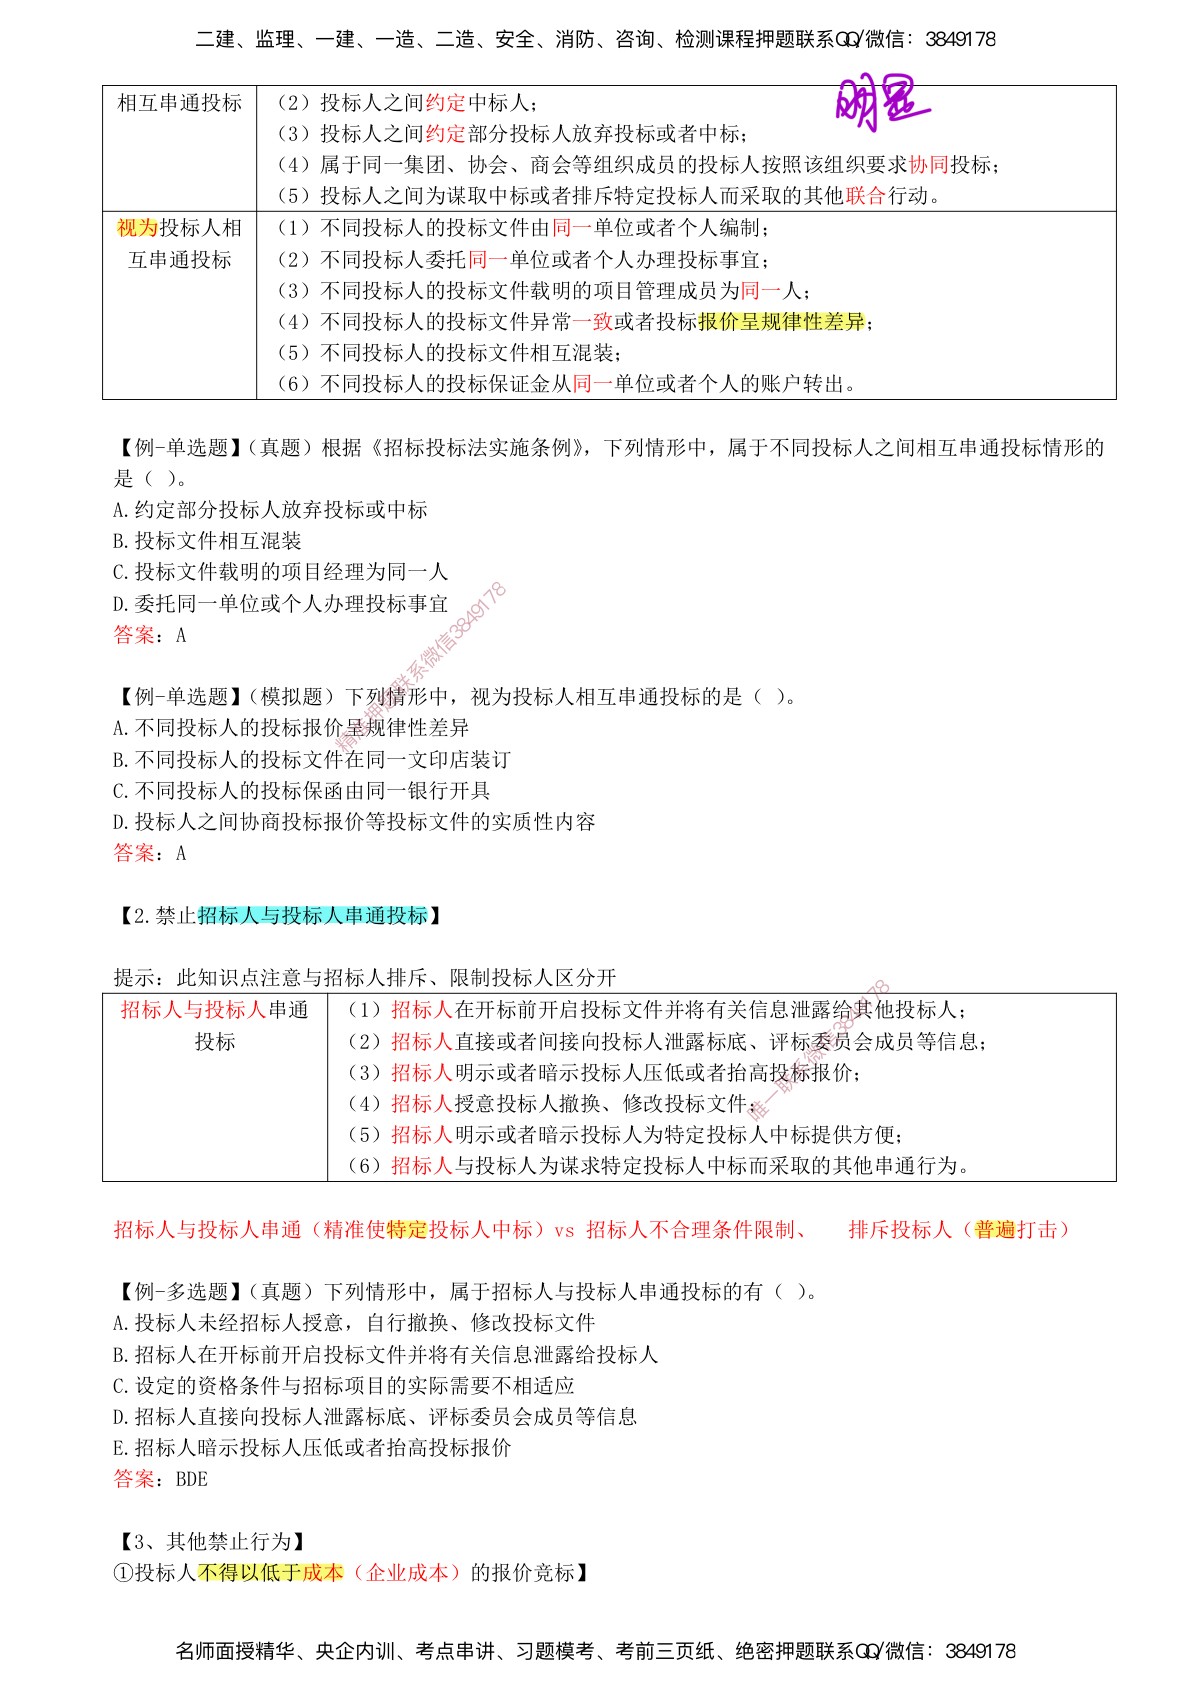 二建、监理、一建、一造、二造、安全、消防、咨询、检测课程押题联系QQ/微信：3849178
明显
相互串通投标
（2）投标人之间约定中标人；
（3）投标人之间约定部分投标人放弃投标或者中标；
（4）属于同一集团、协会、商会等组织成员的投标人按照该组织要求协同投标；
（5）投标人之间为谋取中标或者排斥特定投标人而采取的其他联合行动。
视为投标人相
互串通投标
（1）不同投标人的投标文件由同一单位或者个人编制；
（2）不同投标人委托同一单位或者个人办理投标事宜；
（3）不同投标人的投标文件载明的项目管理成员为同一人；
（4）不同投标人的投标文件异常一致或者投标报价呈规律性差异；
（5）不同投标人的投标文件相互混装；
（6）不同投标人的投标保证金从同一单位或者个人的账户转出。
【例-单选题】（真题）根据《招标投标法实施条例》，下列情形中，属于不同投标人之间相互串通投标情形的
是（ ）。
A.约定部分投标人放弃投标或中标
B.投标文件相互混装
C.投标文件载明的项目经理为同一人
D.委托同一单位或个人办理投标事宜
答案：A
精准押题联系微信3849178
【例-单选题】（模拟题）下列情形中，视为投标人相互串通投标的是（ ）。
A.不同投标人的投标报价呈规律性差异
B.不同投标人的投标文件在同一文印店装订
C.不同投标人的投标保函由同一银行开具
D.投标人之间协商投标报价等投标文件的实质性内容
答案：A
【2.禁止招标人与投标人串通投标】
提示：此知识点注意与招标人排斥、限制投标人区分开
招标人与投标人串通
投标
（1）招标人在开标前开启投标文件并将有关信息泄露给其他投标人；
（2）招标人直接或者间接向投标人泄露标底、评标委员会成员等信息；
（3）招标人明示或者暗示投标人压低或者抬高投标报价；
（4）招标人授意投标人撤换、修改投标文件；
（5）招标人明示或者暗示投标人为特定投标人中标提供方便；
（6）招标人与投标人为谋求特定投标人中标而采取的其他串通行为。
唯一联系微信3849178
招标人与投标人串通（精准使特定投标人中标）vs 招标人不合理条件限制、 排斥投标人（普遍打击）
【例-多选题】（真题）下列情形中，属于招标人与投标人串通投标的有（ ）。
A.投标人未经招标人授意，自行撤换、修改投标文件
B.招标人在开标前开启投标文件并将有关信息泄露给投标人
C.设定的资格条件与招标项目的实际需要不相适应
D.招标人直接向投标人泄露标底、评标委员会成员等信息
E.招标人暗示投标人压低或者抬高投标报价
答案：BDE
【3、其他禁止行为】
①投标人不得以低于成本（企业成本）的报价竞标】
名师面授精华、央企内训、考点串讲、习题模考、考前三页纸、绝密押题联系QQ/微信：3849178